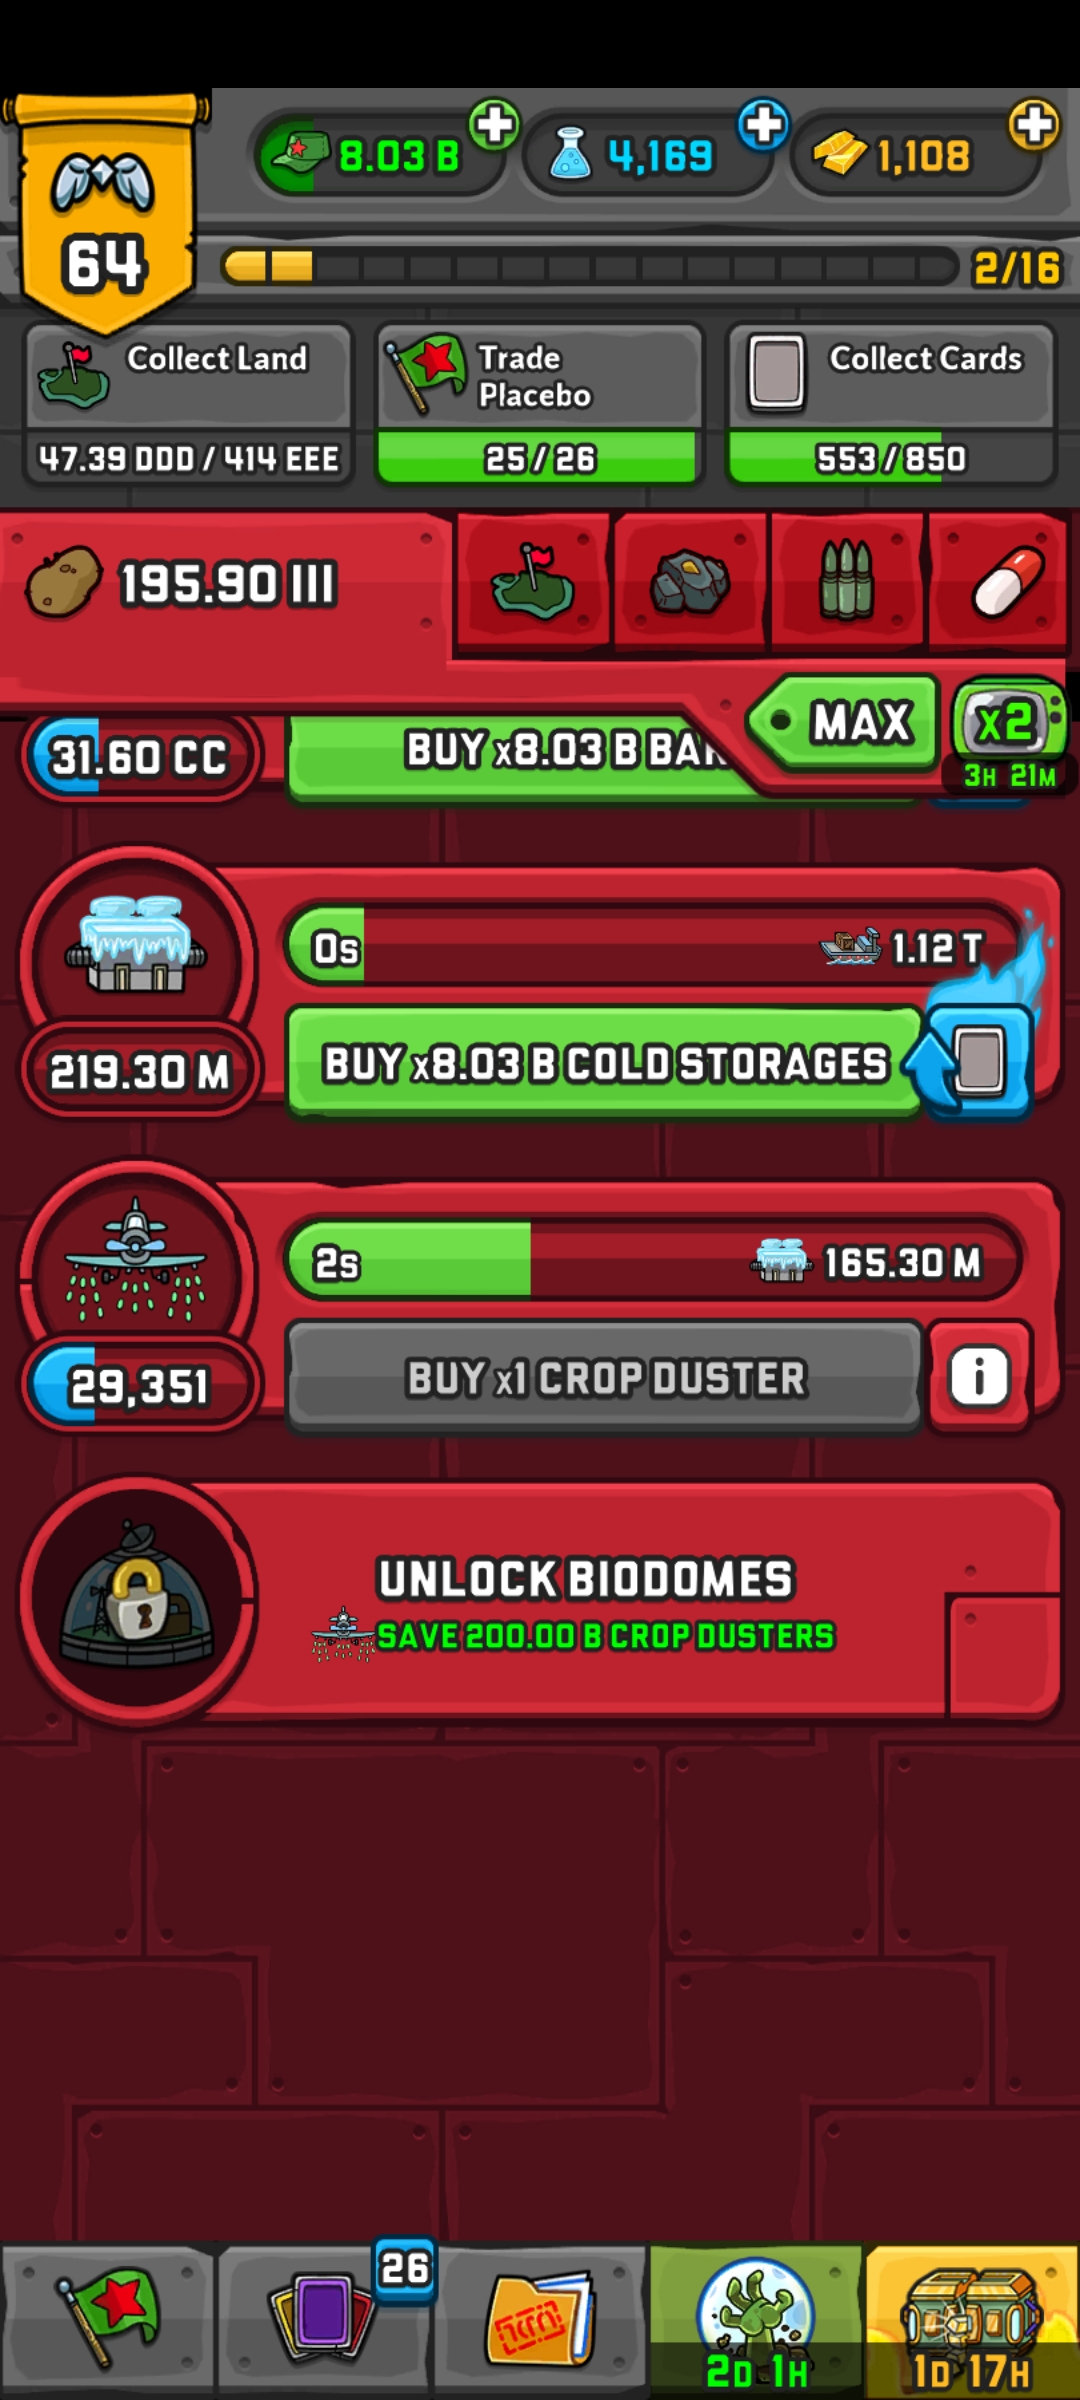 8.03 B
4,169
1,108
64
2/16
Collect Land
47.39 DDD / 414 EEE
Trade
Placebo
25 / 26
Collect Cards
553 / 850
195.90 III
MAX
x2
3H 21M
31.60 CC
BUY x8.03 B
0s
1.12 T
219.30 M
BUY x8.03 B COLD STORAGES
2s
165.30 M
29,351
BUY x1 CROP DUSTER
i
UNLOCK BIODOMES
SAVE 200.00 B CROP DUSTERS
26
2D 1H
1D 17H